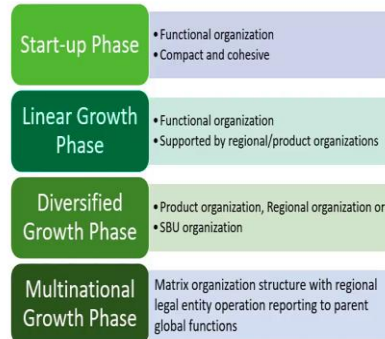 Start-up Phase
• Functional organization
• Compact and cohesive
Linear Growth
Phase
• Functional organization
• Supported by regional/product organizations
Diversified
Growth Phase
• Product organization, Regional organization or
• SBU organization
Multinational
Growth Phase
Matrix organization structure with regional
legal entity operation reporting to parent
global functions